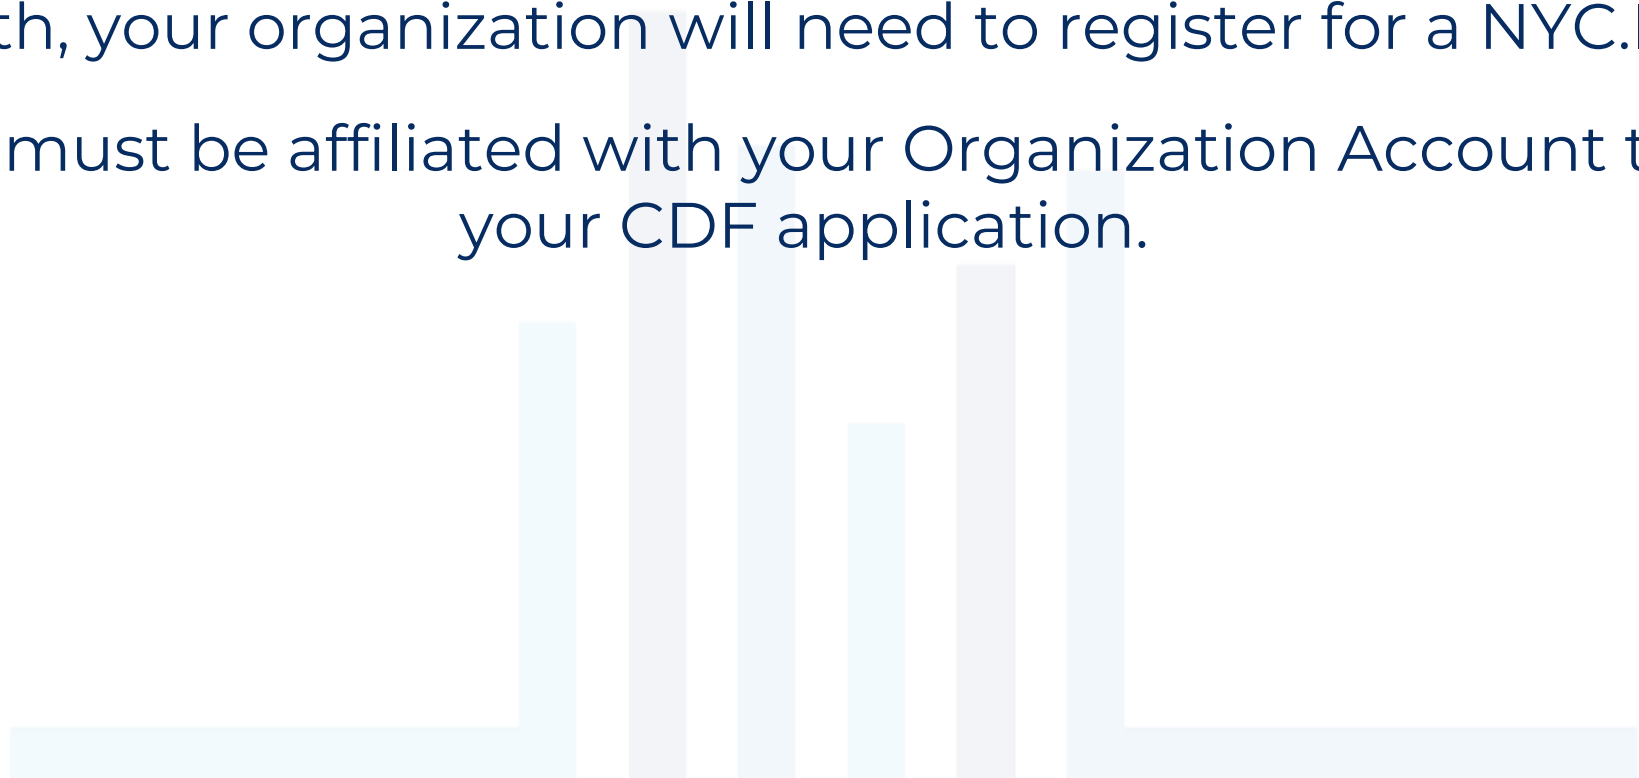 th, your organization will need to register for a NYC.
must be affiliated with your Organization Account t
your CDF application.